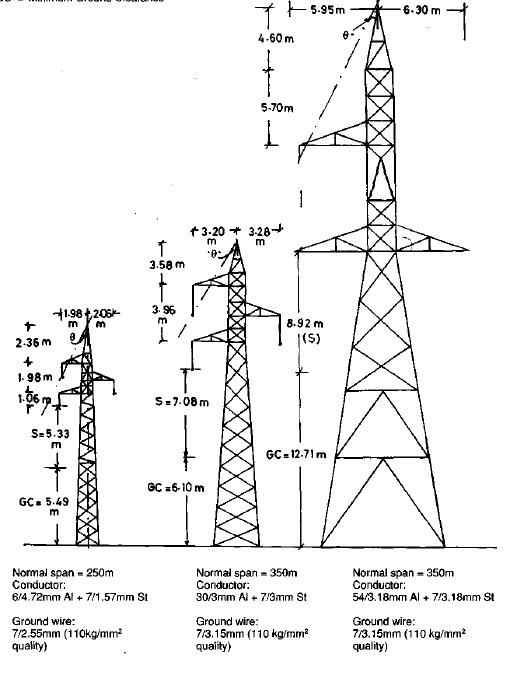 = Minimum Ground Clearance
5.95m
6.30 m
4.60 m
θ
5.70m
3.20 m
3.28 m
θ
3.58 m
3.96 m
1.98 m
2.06 m
θ
2.36 m
1.98 m
1.06 m
8.92 m
(S)
S=7.08 m
S=5.33 m
GC=12.71 m
GC=6.10 m
GC=5.49 m
Normal span = 250m
Conductor:
6/4.72mm Al + 7/1.57mm St
Ground wire:
7/2.55mm (110kg/mm²
quality)
Normal span = 350m
Conductor:
30/3mm Al + 7/3mm St
Ground wire:
7/3.15mm (110 kg/mm²
quality)
Normal span = 350m
Conductor:
54/3.18mm Al + 7/3.18mm St
Ground wire:
7/3.15mm (110 kg/mm²
quality)